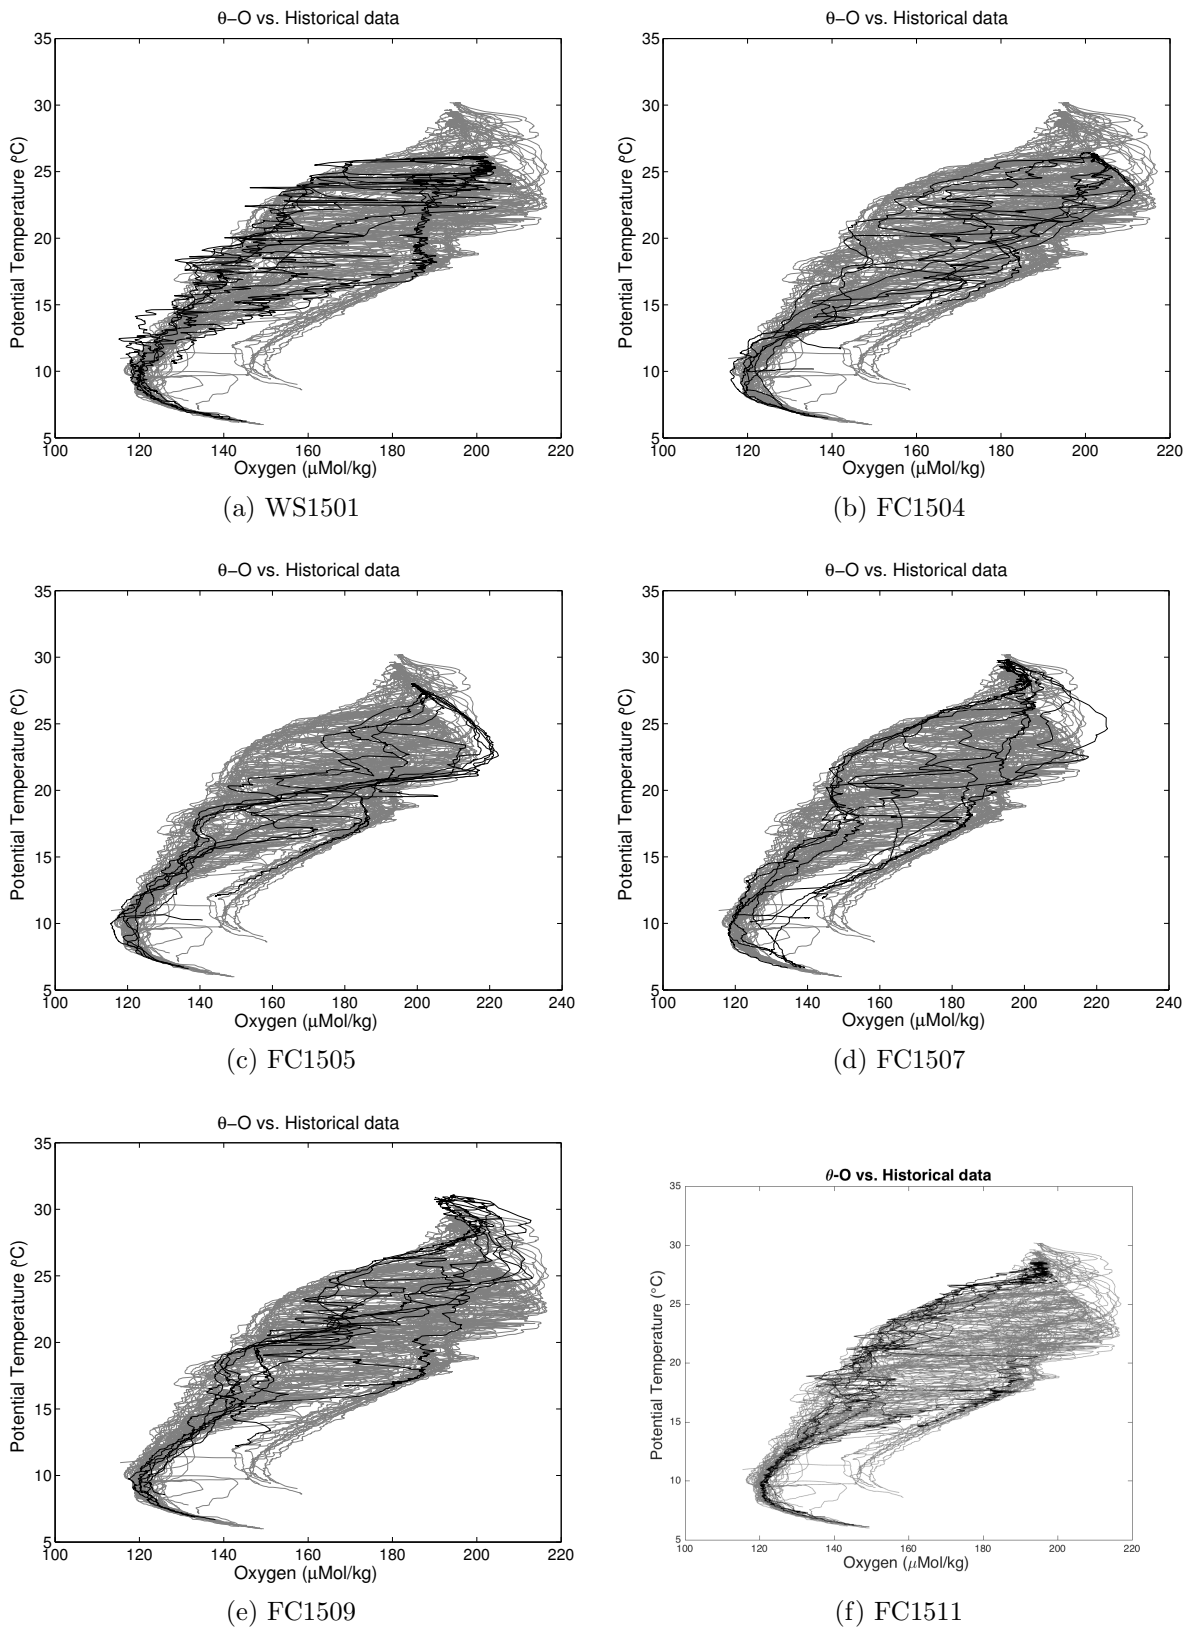 θ−O vs. Historical data
35
30
25
20
15
10
5
Potential Temperature (ºC)
100 120 140 160 180 200 220
Oxygen (μMol/kg)
(a) WS1501
θ−O vs. Historical data
35
30
25
20
15
10
5
Potential Temperature (ºC)
100 120 140 160 180 200 220
Oxygen (μMol/kg)
(b) FC1504
θ−O vs. Historical data
35
30
25
20
15
10
5
Potential Temperature (ºC)
100 120 140 160 180 200 220 240
Oxygen (μMol/kg)
(c) FC1505
θ−O vs. Historical data
35
30
25
20
15
10
5
Potential Temperature (ºC)
100 120 140 160 180 200 220 240
Oxygen (μMol/kg)
(d) FC1507
θ−O vs. Historical data
35
30
25
20
15
10
5
Potential Temperature (ºC)
100 120 140 160 180 200 220
Oxygen (μMol/kg)
(e) FC1509
θ-O vs. Historical data
35
30
25
20
15
10
5
Potential Temperature (°C)
100 120 140 160 180 200 220
Oxygen (μMol/kg)
(f) FC1511